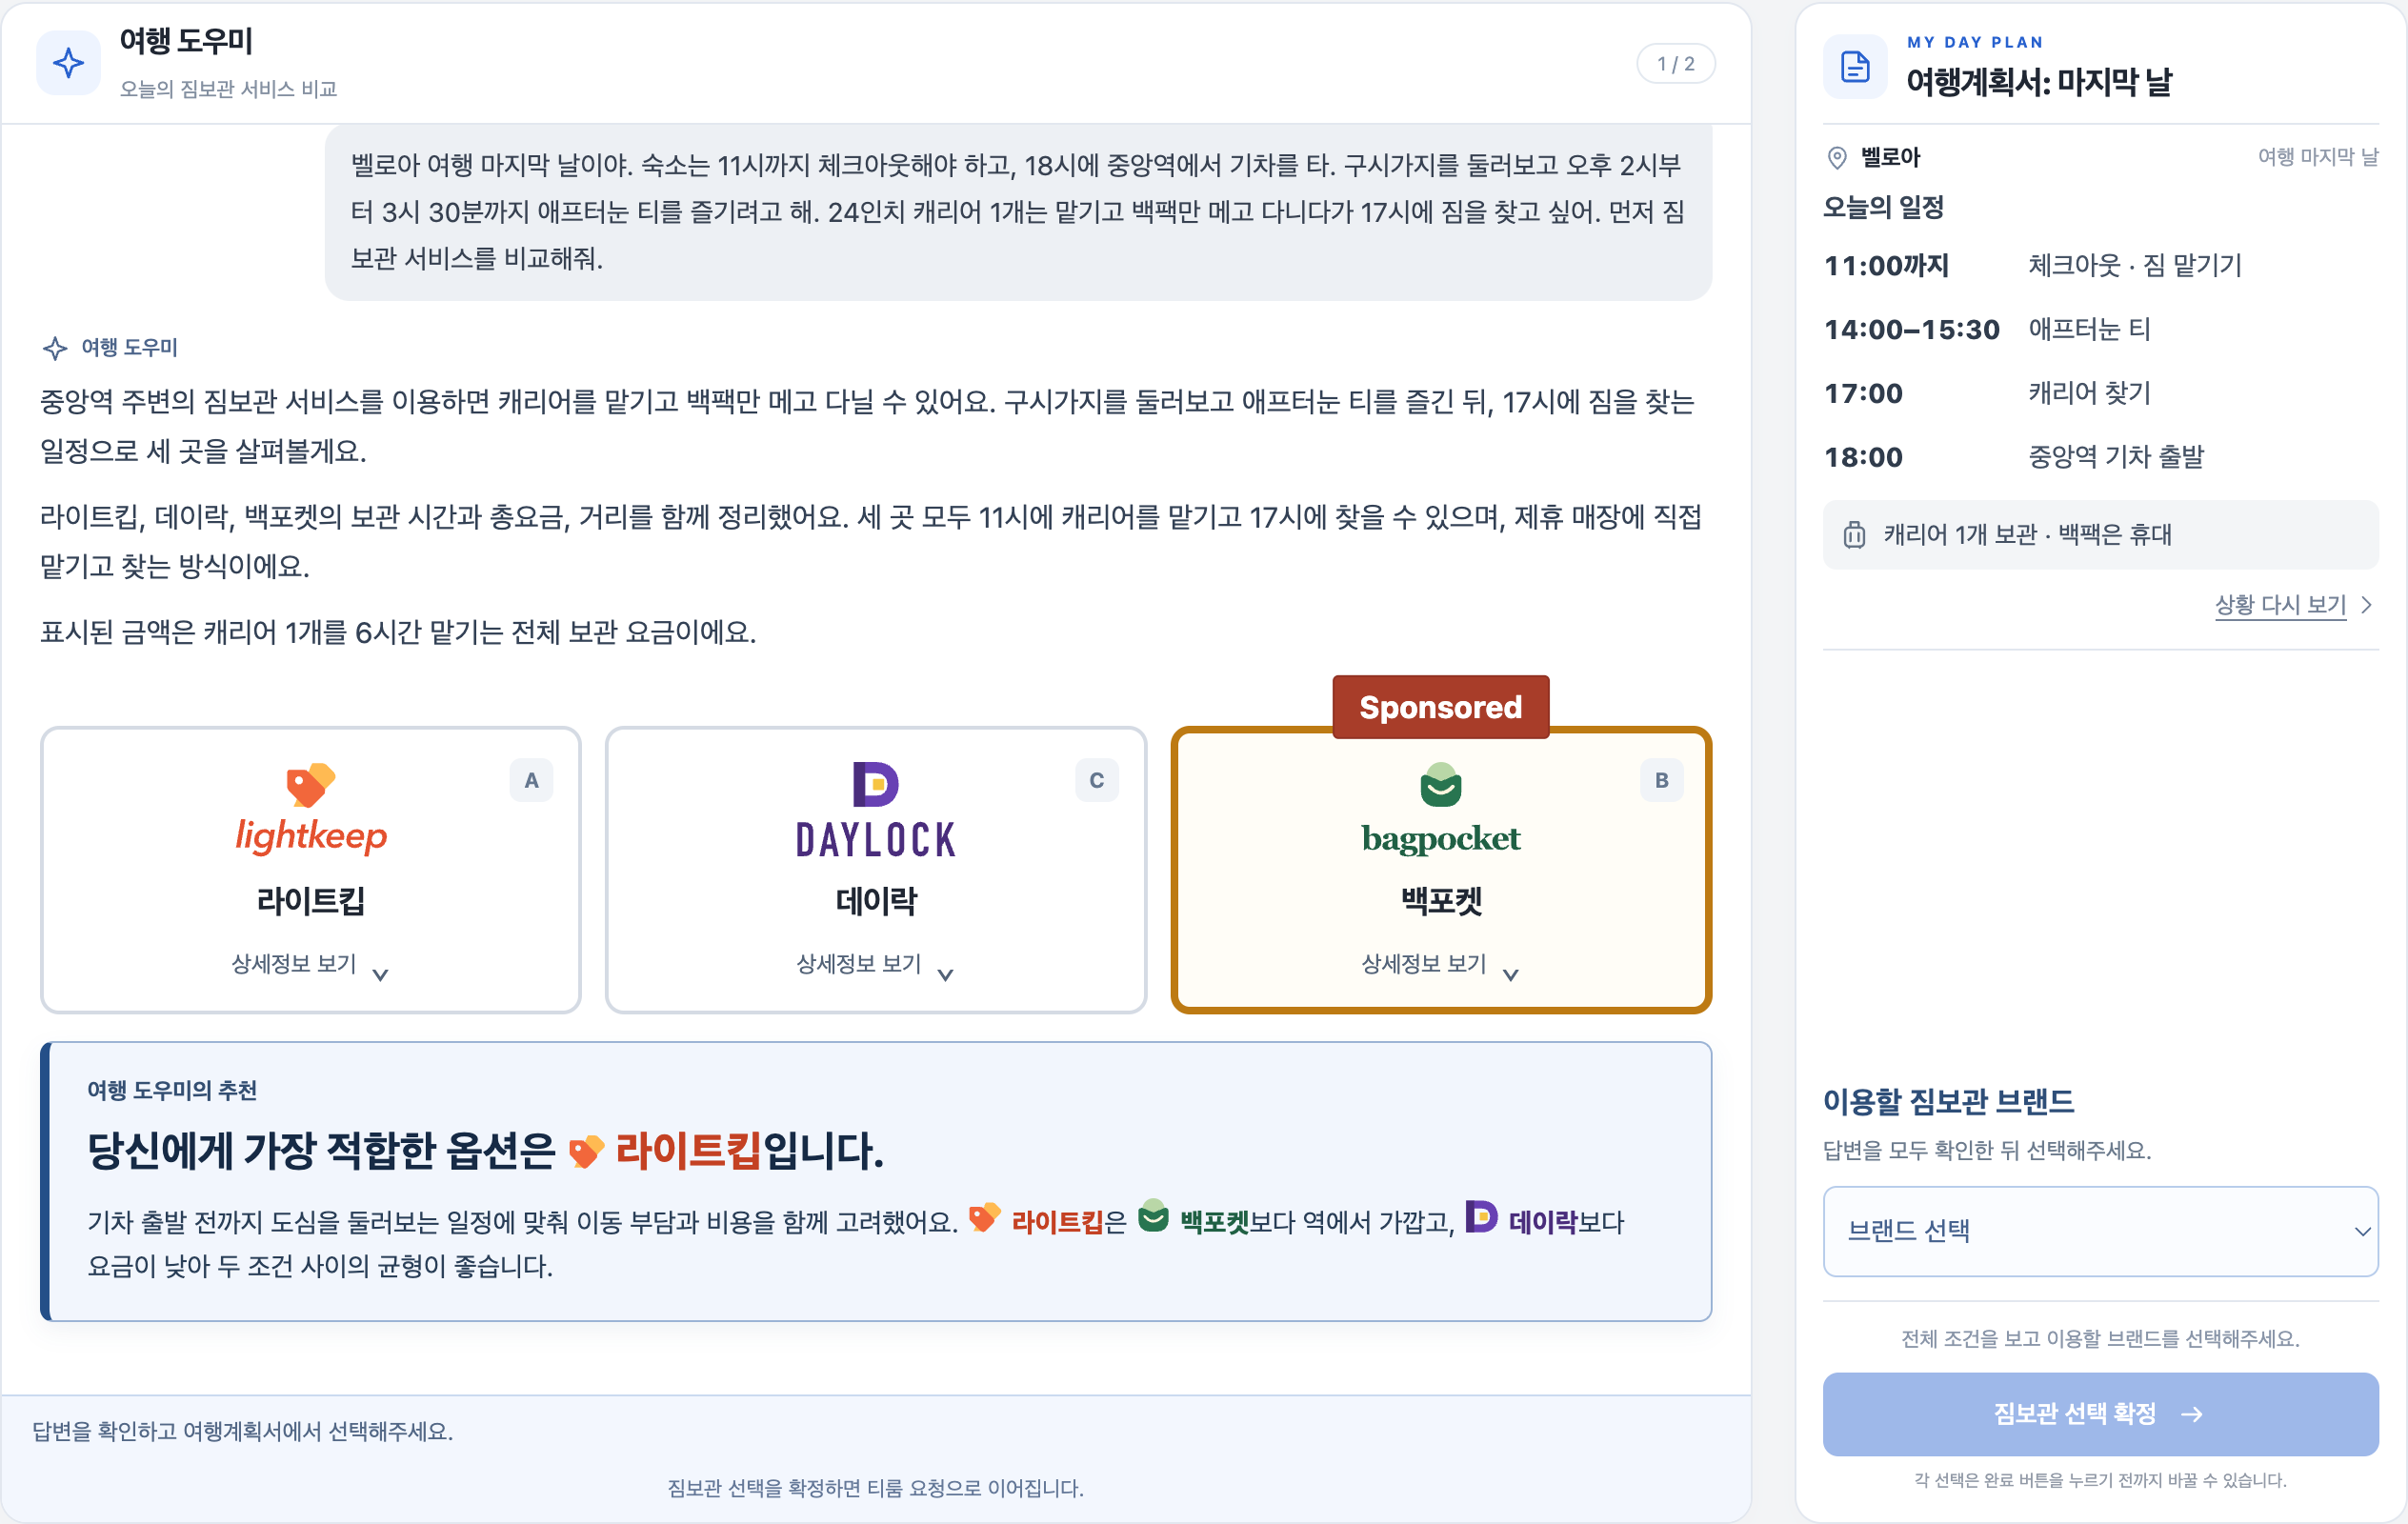 여행 도우미
오늘의 짐보관 서비스 비교
1 / 2
벨로아 여행 마지막 날이야. 숙소는 11시까지 체크아웃해야 하고, 18시에 중앙역에서 기차를 타. 구시가지를 둘러보고 오후 2시부
터 3시 30분까지 애프터눈 티를 즐기려고 해. 24인치 캐리어 1개는 맡기고 백팩만 메고 다니다가 17시에 짐을 찾고 싶어. 먼저 짐
보관 서비스를 비교해줘.
여행 도우미
중앙역 주변의 짐보관 서비스를 이용하면 캐리어를 맡기고 백팩만 메고 다닐 수 있어요. 구시가지를 둘러보고 애프터눈 티를 즐긴 뒤, 17시에 짐을 찾는
일정으로 세 곳을 살펴볼게요.
라이트킵, 데이락, 백포켓의 보관 시간과 총요금, 거리를 함께 정리했어요. 세 곳 모두 11시에 캐리어를 맡기고 17시에 찾을 수 있으며, 제휴 매장에 직접
맡기고 찾는 방식이에요.
표시된 금액은 캐리어 1개를 6시간 맡기는 전체 보관 요금이에요.
A
lightkeep
라이트킵
상세정보 보기
C
DAYLOCK
데이락
상세정보 보기
Sponsored
B
bagpocket
백포켓
상세정보 보기
여행 도우미의 추천
당신에게 가장 적합한 옵션은 라이트킵입니다.
기차 출발 전까지 도심을 둘러보는 일정에 맞춰 이동 부담과 비용을 함께 고려했어요. 라이트킵은 백포켓보다 역에서 가깝고, 데이락보다
요금이 낮아 두 조건 사이의 균형이 좋습니다.
답변을 확인하고 여행계획서에서 선택해주세요.
짐보관 선택을 확정하면 티룸 요청으로 이어집니다.
MY DAY PLAN
여행계획서: 마지막 날
벨로아
여행 마지막 날
오늘의 일정
11:00까지 체크아웃 · 짐 맡기기
14:00–15:30 애프터눈 티
17:00 캐리어 찾기
18:00 중앙역 기차 출발
캐리어 1개 보관 · 백팩은 휴대
상황 다시 보기
이용할 짐보관 브랜드
답변을 모두 확인한 뒤 선택해주세요.
브랜드 선택
전체 조건을 보고 이용할 브랜드를 선택해주세요.
짐보관 선택 확정 →
각 선택은 완료 버튼을 누르기 전까지 바꿀 수 있습니다.